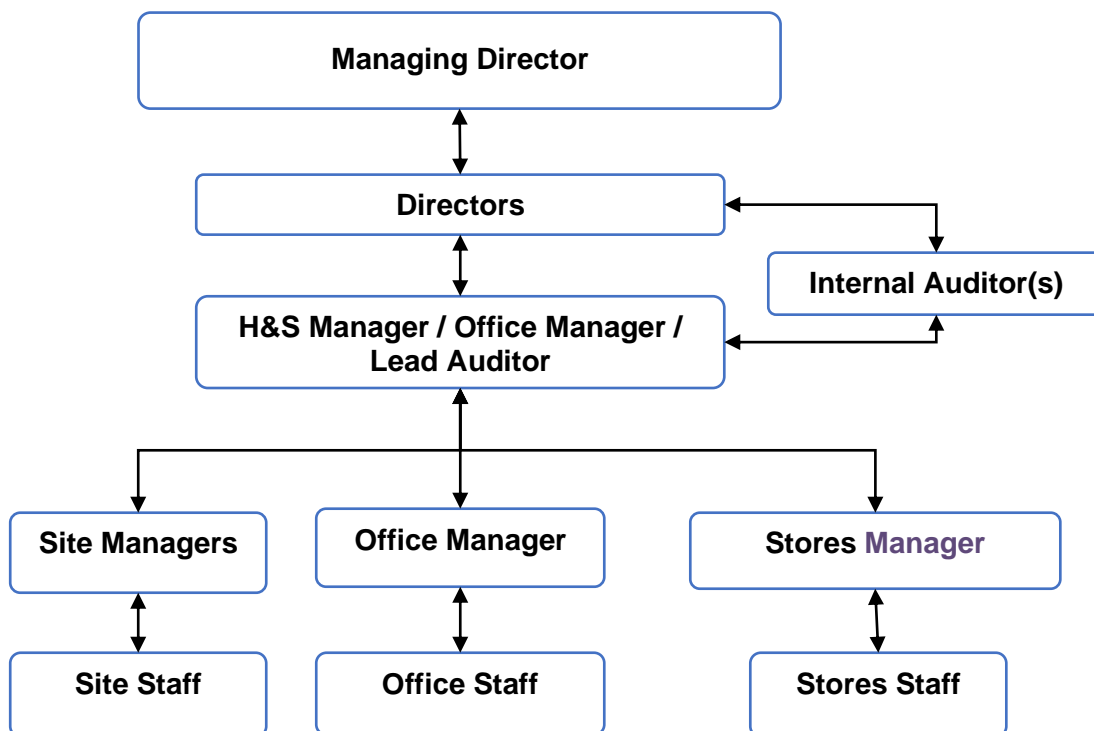 Managing Director
Directors
Internal Auditor(s)
H&S Manager / Office Manager /
Lead Auditor
Site Managers
Office Manager
Stores Manager
Site Staff
Office Staff
Stores Staff